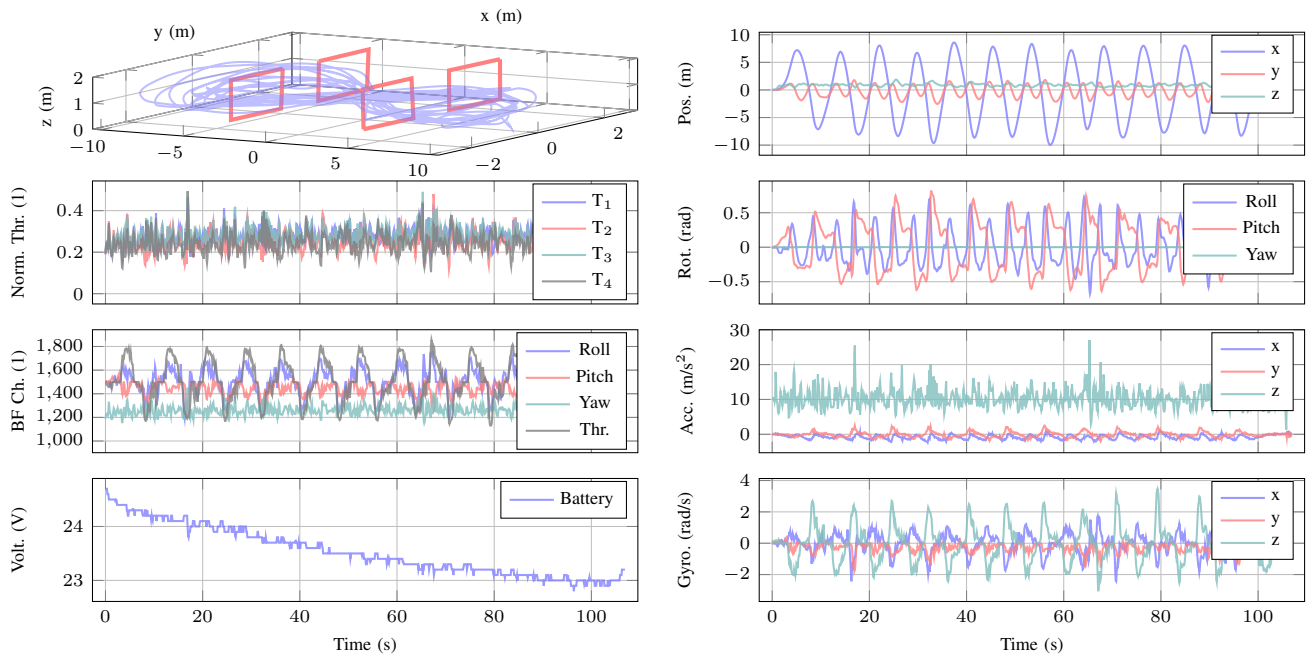 x (m)
y (m)
z (m)
2
1
0
−10
−5
0
5
10
−2
0
2
Pos. (m)
10
5
0
−5
−10
x
y
z
Norm. Thr. (1)
0.4
0.2
0
T1
T2
T3
T4
Rot. (rad)
0.5
0
−0.5
Roll
Pitch
Yaw
BF Ch. (1)
1,800
1,600
1,400
1,200
1,000
Roll
Pitch
Yaw
Thr.
Acc. (m/s²)
30
20
10
0
x
y
z
Volt. (V)
24
23
Battery
0 20 40 60 80 100
Time (s)
Gyro. (rad/s)
4
2
0
−2
x
y
z
0 20 40 60 80 100
Time (s)